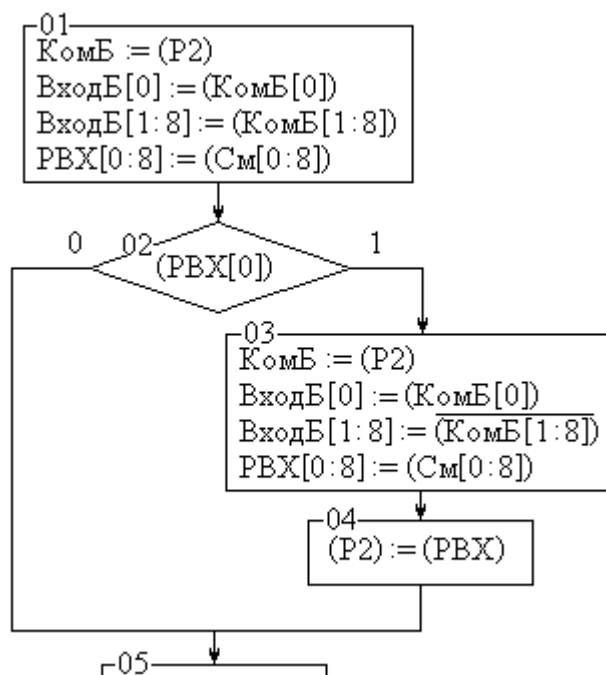 01
КомБ := (Р2)
ВходБ[0] := (КомБ[0])
ВходБ[1:8] := (КомБ[1:8])
РВХ[0:8] := (См[0:8])
0
02
(РВХ[0])
1
03
КомБ := (Р2)
ВходБ[0] := (КомБ[0])
ВходБ[1:8] := (КомБ[1:8])
РВХ[0:8] := (См[0:8])
04
(Р2) := (РВХ)
05